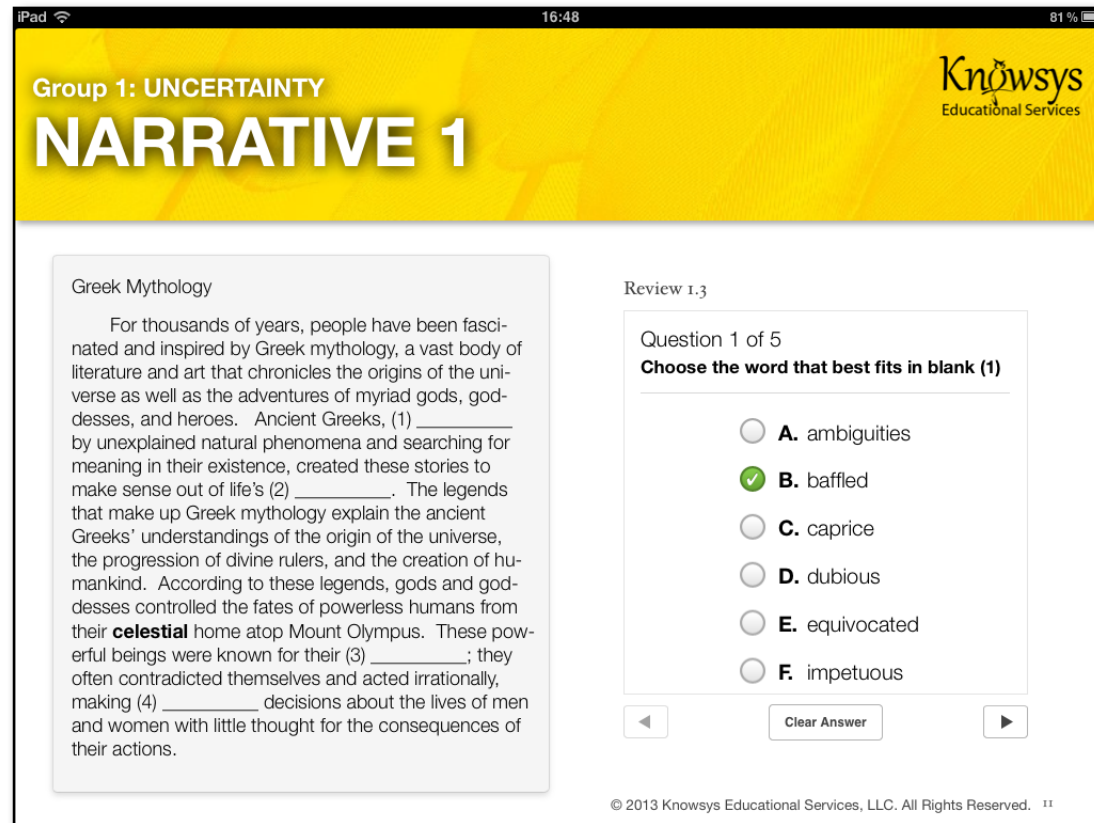 iPad 16:48 81 %
Group 1: UNCERTAINTY
NARRATIVE 1
Knowsys
Educational Services
Greek Mythology
For thousands of years, people have been fasci-
nated and inspired by Greek mythology, a vast body of
literature and art that chronicles the origins of the uni-
verse as well as the adventures of myriad gods, god-
desses, and heroes. Ancient Greeks, (1) __________
by unexplained natural phenomena and searching for
meaning in their existence, created these stories to
make sense out of life's (2) __________. The legends
that make up Greek mythology explain the ancient
Greeks' understandings of the origin of the universe,
the progression of divine rulers, and the creation of hu-
mankind. According to these legends, gods and god-
desses controlled the fates of powerless humans from
their celestial home atop Mount Olympus. These pow-
erful beings were known for their (3) __________; they
often contradicted themselves and acted irrationally,
making (4) __________ decisions about the lives of men
and women with little thought for the consequences of
their actions.
Review 1.3
Question 1 of 5
Choose the word that best fits in blank (1)
A. ambiguities
B. baffled
C. caprice
D. dubious
E. equivocated
F. impetuous
Clear Answer
© 2013 Knowsys Educational Services, LLC. All Rights Reserved. 11